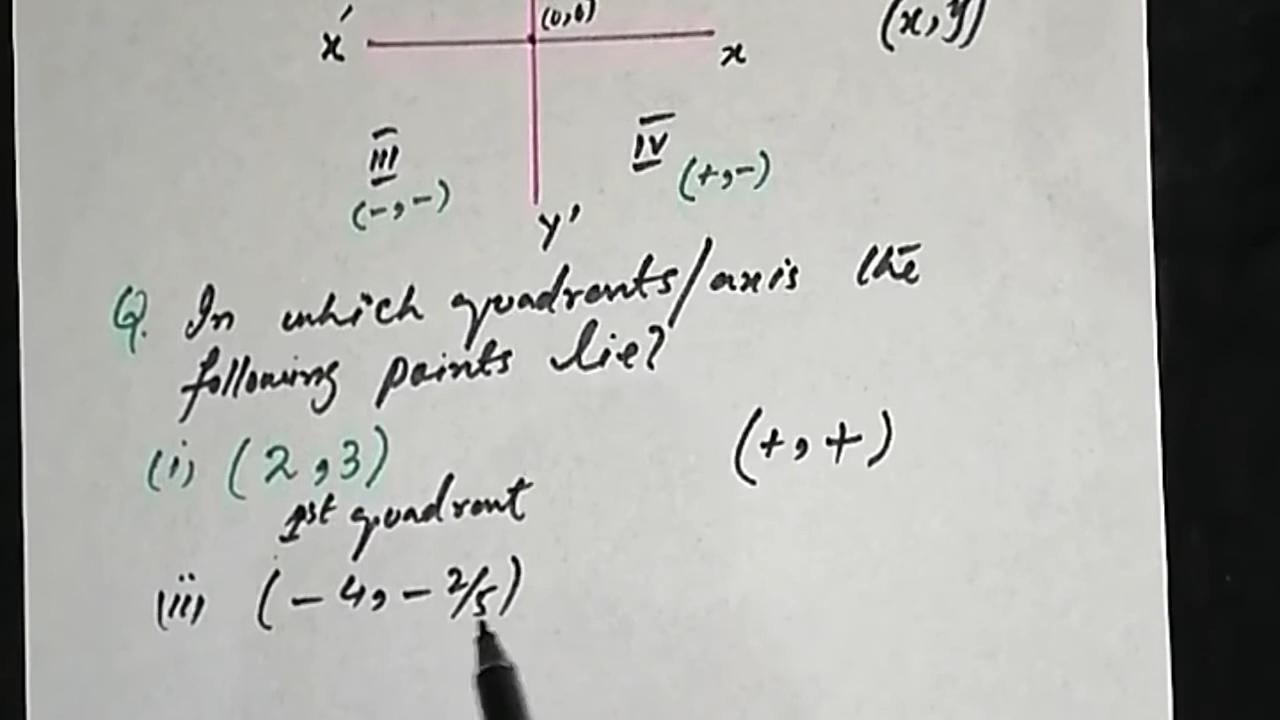 (0,0)
x' x (x,y)
III IV
(-,-) (+,-)
y'
Q. In which quadrants/axis the
following points lie?
(i) (2,3) (+,+)
1st quadrant
(ii) (-4,-2/5)